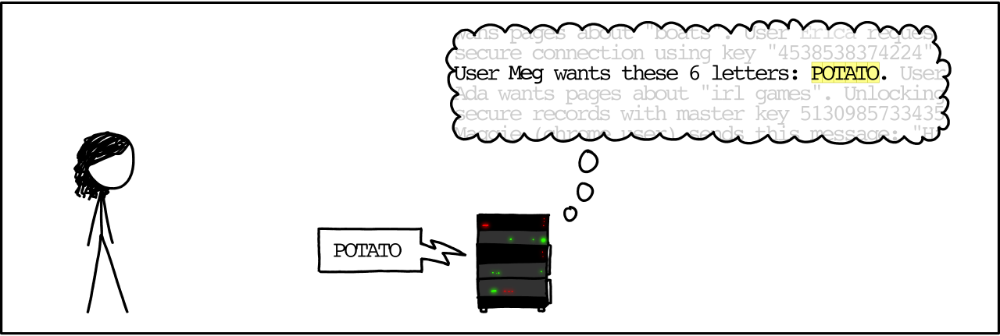 wans pages about "boats". User Erica reques
secure connection using key "4538538374224"
User Meg wants these 6 letters: POTATO. User
Ada wants pages about "irl games". Unlocking
secure records with master key 5130985733435
Maggie (chrome user) sends this message: "H
POTATO